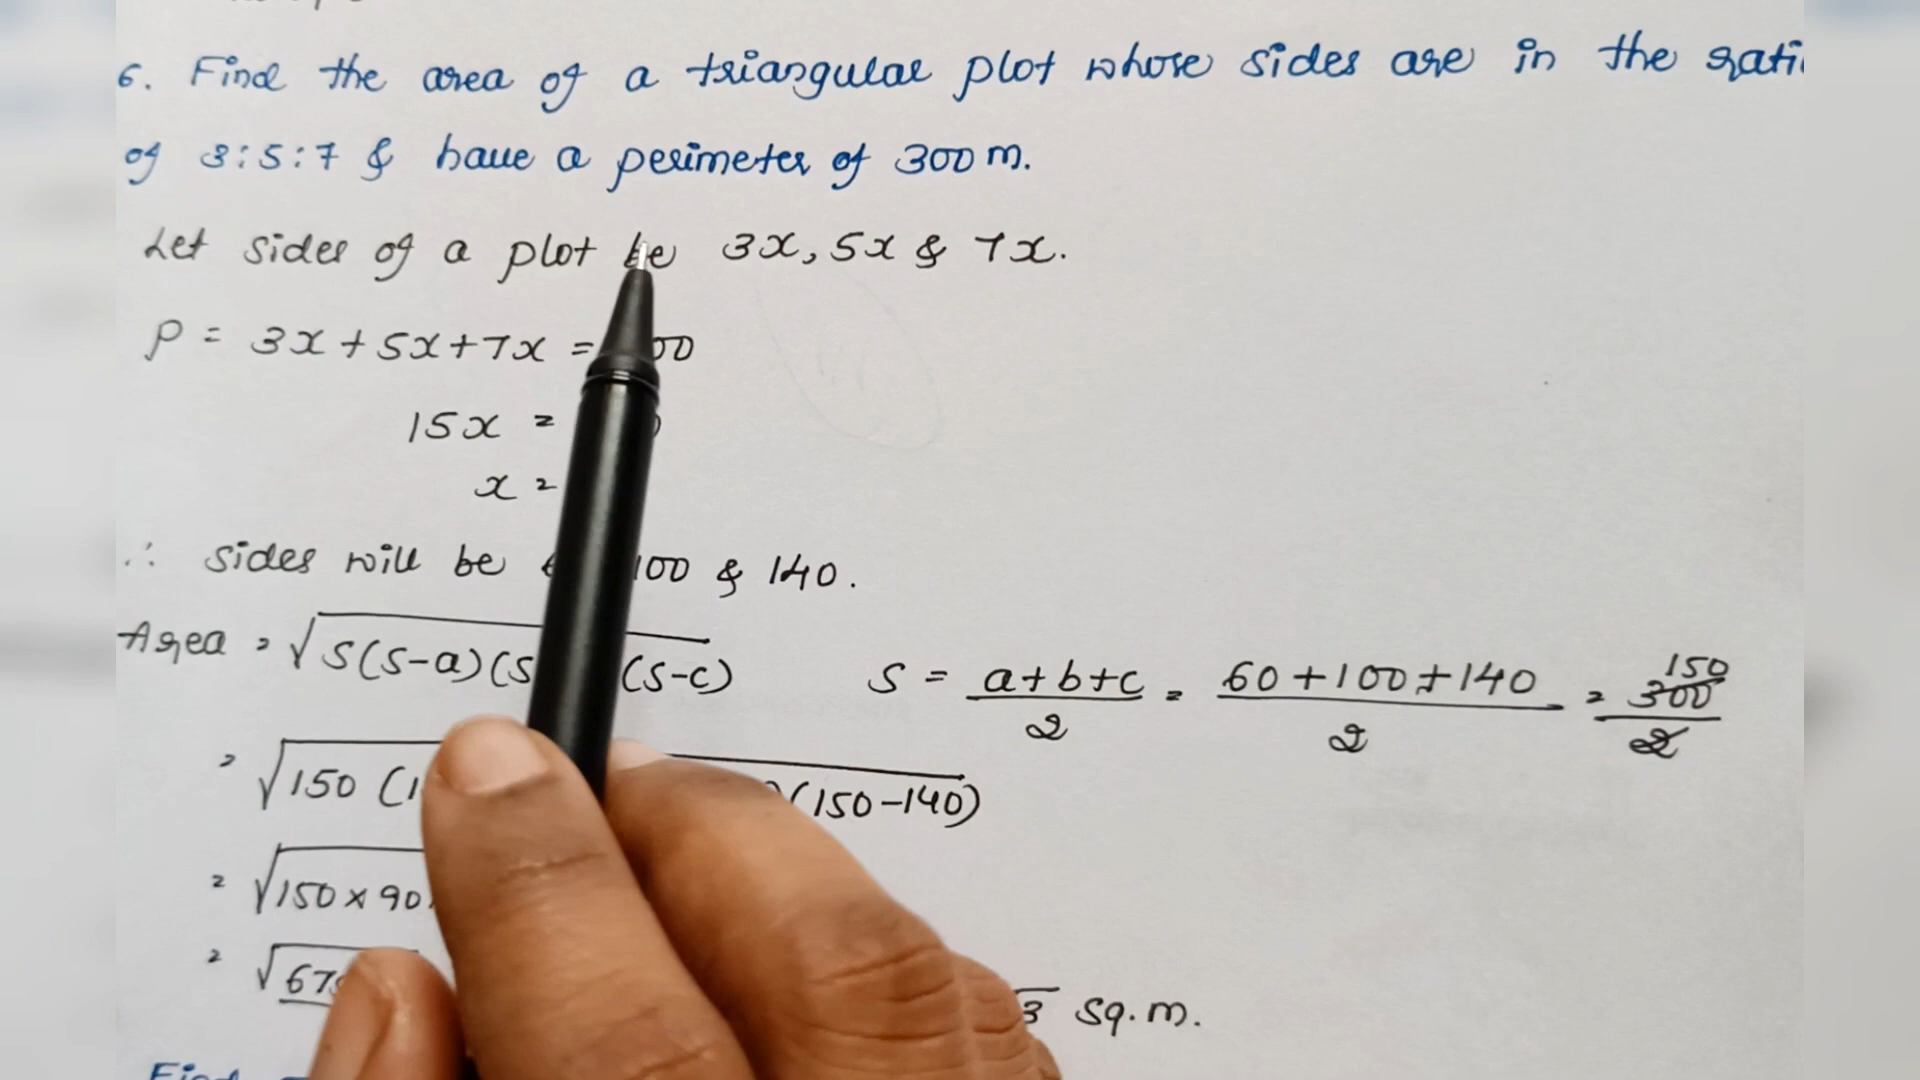 6. Find the area of a triangular plot whose sides are in the rati
of 3:5:7 & have a perimeter of 300 m.
Let sides of a plot be 3x, 5x & 7x.
P = 3x + 5x + 7x = 00
15x =
x =
∴ sides will be 100 & 140.
Area = √S(S-a)(S (S-c) S = a+b+c/2 = 60+100+140/2 = 300/2 150
= √150 (1 (150-140)
= √150 × 90
= √67 3 sq.m.
Find